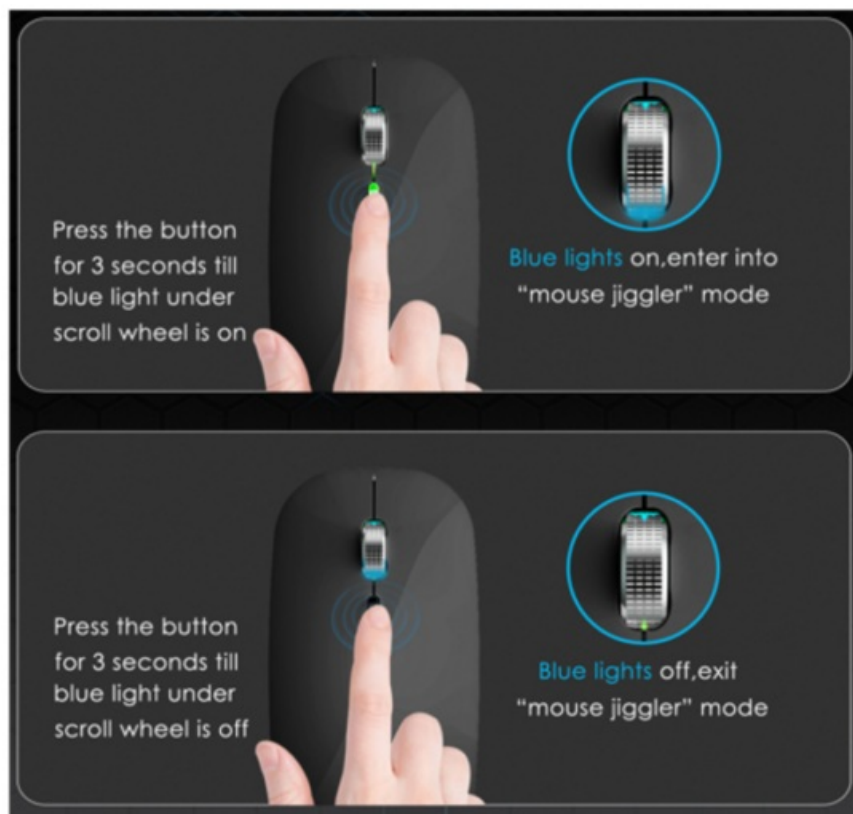 Press the button
for 3 seconds till
blue light under
scroll wheel is on
Blue lights on,enter into
“mouse jiggler” mode
Press the button
for 3 seconds till
blue light under
scroll wheel is off
Blue lights off,exit
“mouse jiggler” mode